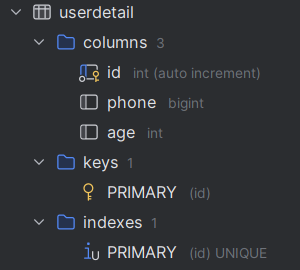 userdetail
columns 3
id int (auto increment)
phone bigint
age int
keys 1
PRIMARY (id)
indexes 1
PRIMARY (id) UNIQUE